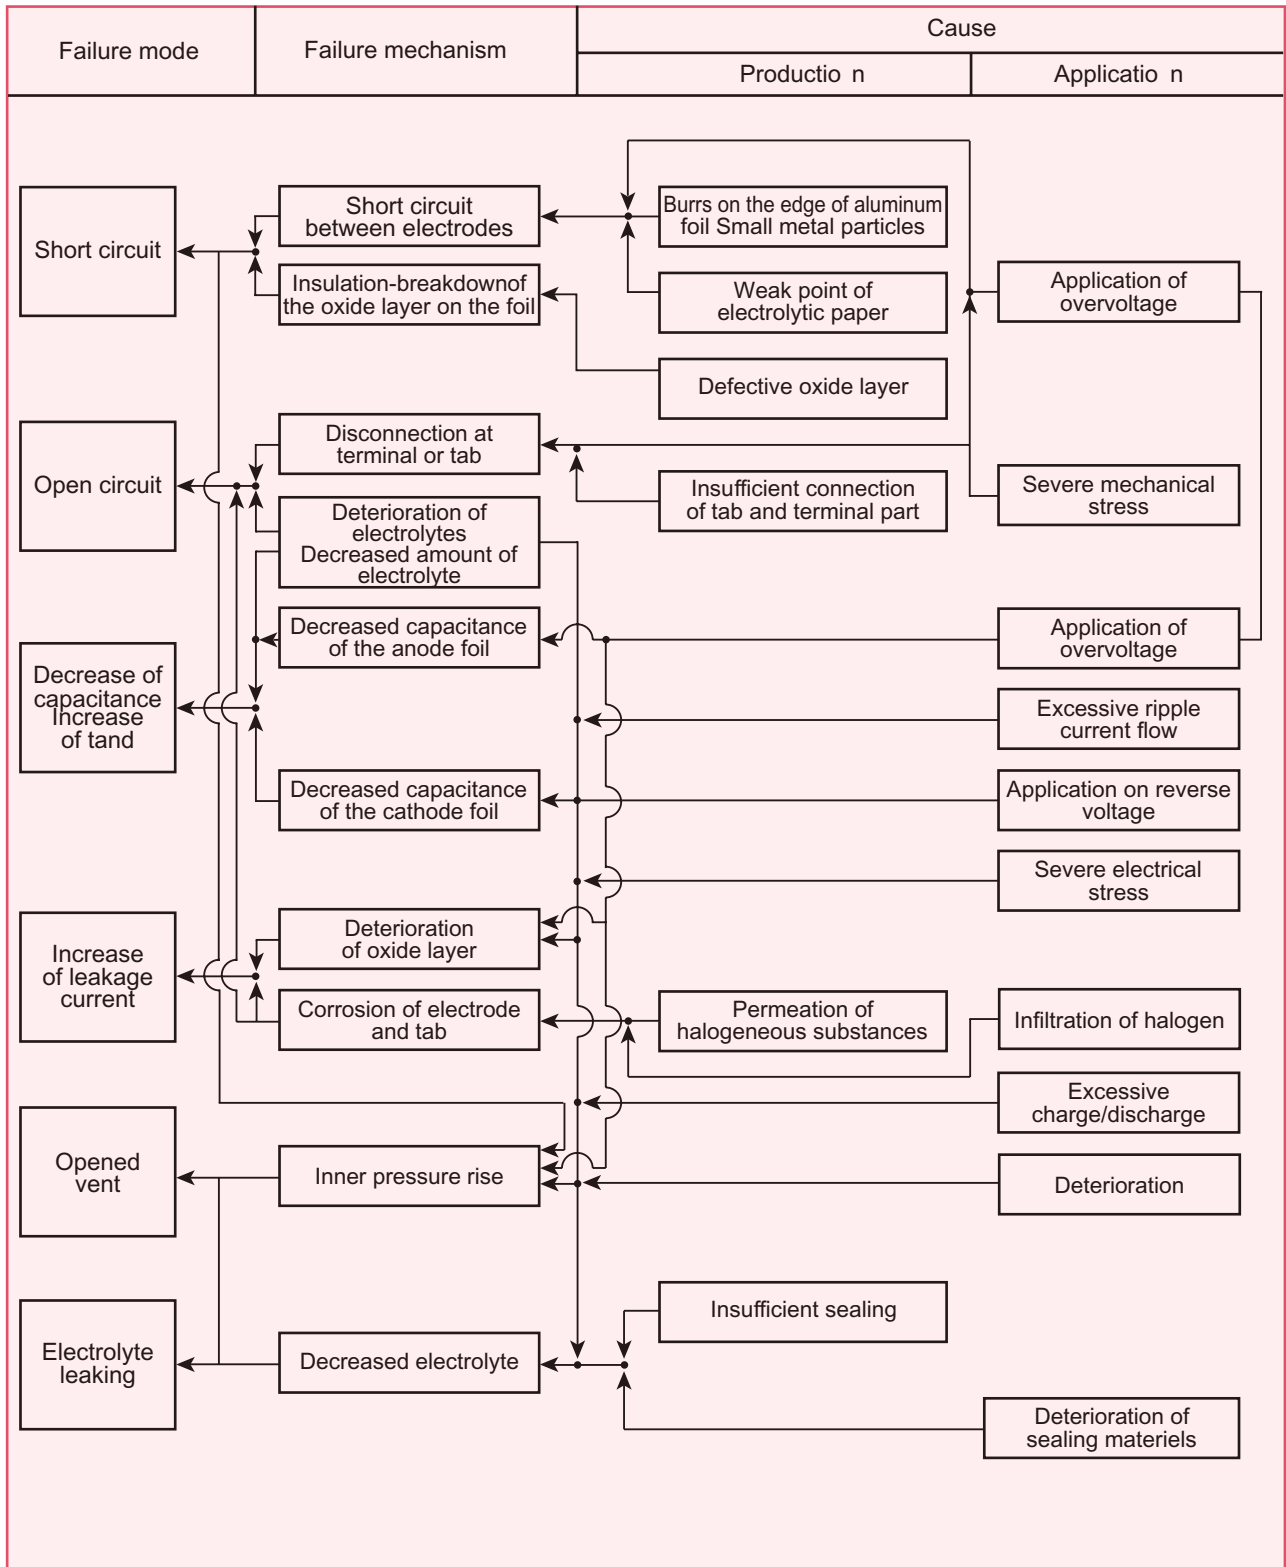 Failure mode
Failure mechanism
Cause
Productio n
Applicatio n
Short circuit
Short circuit
between electrodes
Burrs on the edge of aluminum
foil Small metal particles
Insulation-breakdownof
the oxide layer on the foil
Weak point of
electrolytic paper
Application of
overvoltage
Defective oxide layer
Open circuit
Disconnection at
terminal or tab
Insufficient connection
of tab and terminal part
Severe mechanical
stress
Deterioration of
electrolytes
Decreased amount of
electrolyte
Decrease of
capacitance
Increase
of tand
Decreased capacitance
of the anode foil
Application of
overvoltage
Excessive ripple
current flow
Decreased capacitance
of the cathode foil
Application on reverse
voltage
Severe electrical
stress
Increase
of leakage
current
Deterioration
of oxide layer
Corrosion of electrode
and tab
Permeation of
halogeneous substances
Infiltration of halogen
Excessive
charge/discharge
Opened
vent
Inner pressure rise
Deterioration
Insufficient sealing
Electrolyte
leaking
Decreased electrolyte
Deterioration of
sealing materiels